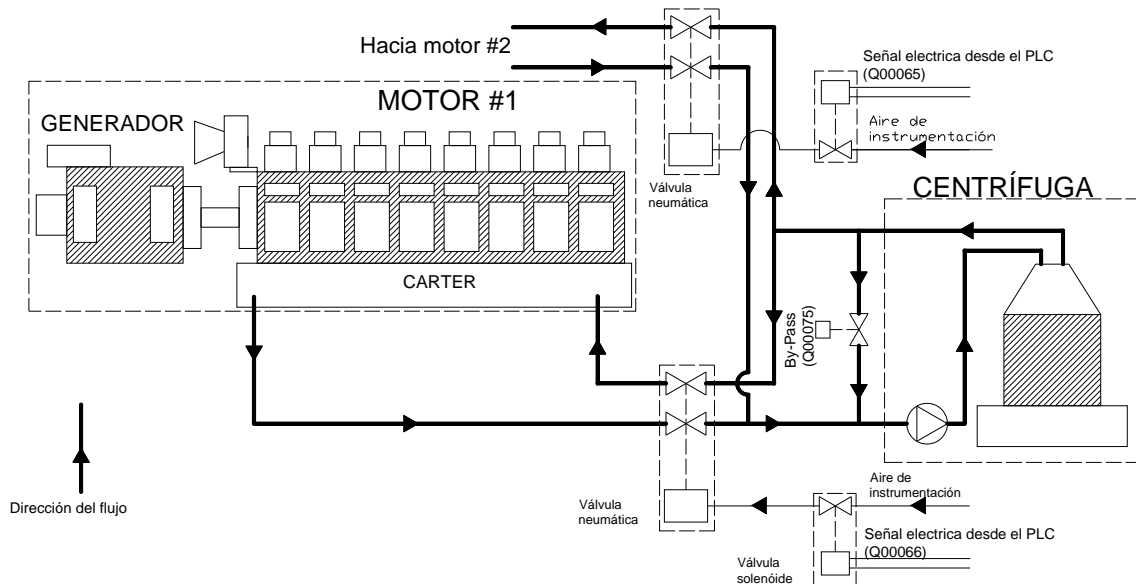 Hacia motor #2
Señal electrica desde el PLC
(Q00065)
MOTOR #1
GENERADOR
Aire de
instrumentación
Válvula
neumática
CENTRÍFUGA
CARTER
By-Pass
(Q00075)
Dirección del flujo
Aire de
instrumentación
Válvula
neumática
Señal electrica desde el PLC
(Q00066)
Válvula
solenóide